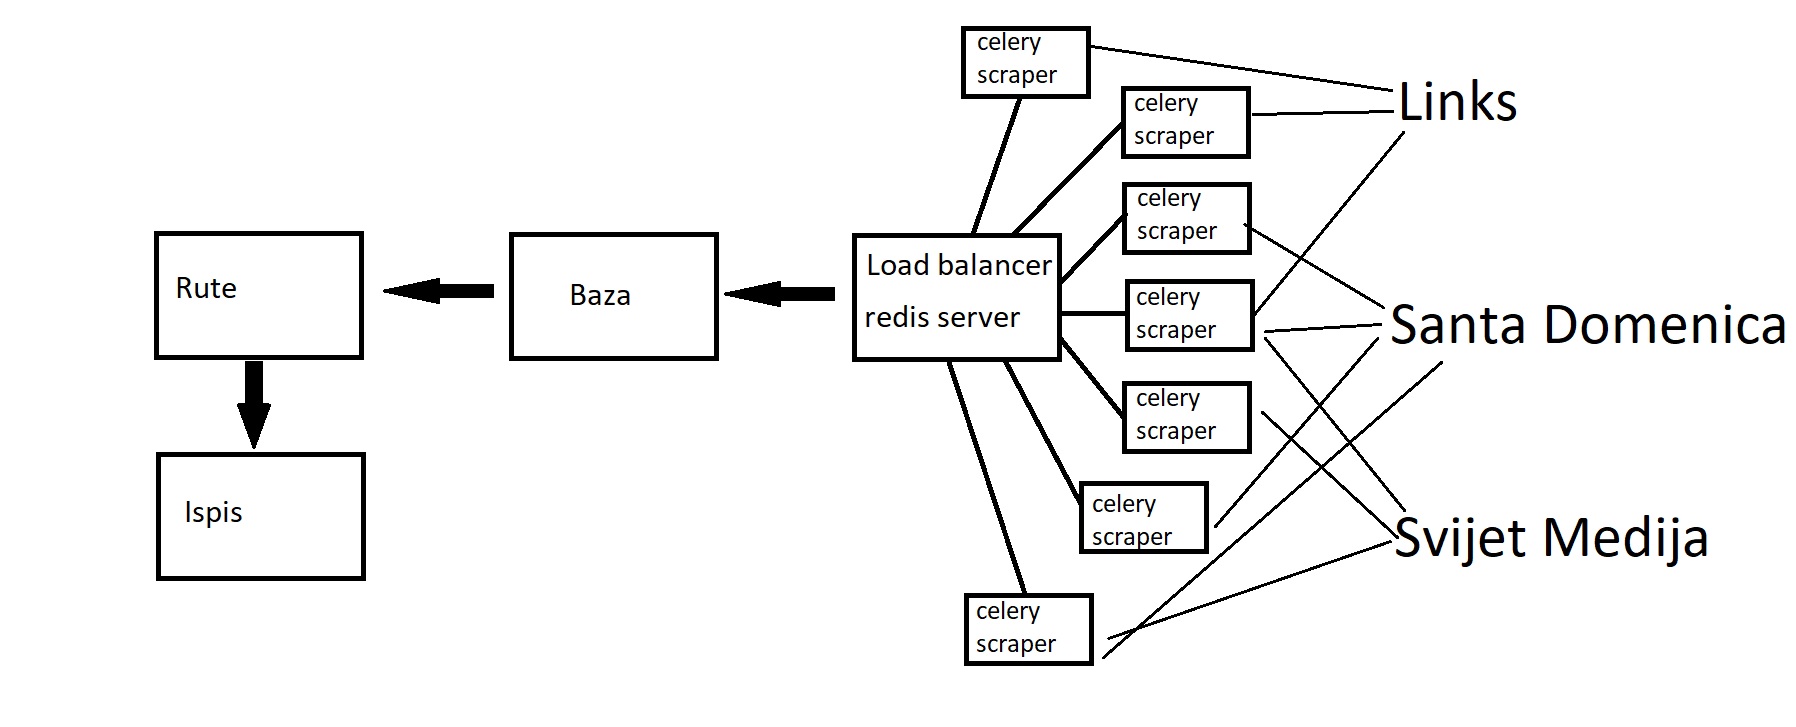 celery
scraper
celery
scraper
Links
celery
scraper
Rute
Baza
Load balancer
redis server
celery
scraper
Santa Domenica
celery
scraper
Ispis
celery
scraper
Svijet Medija
celery
scraper